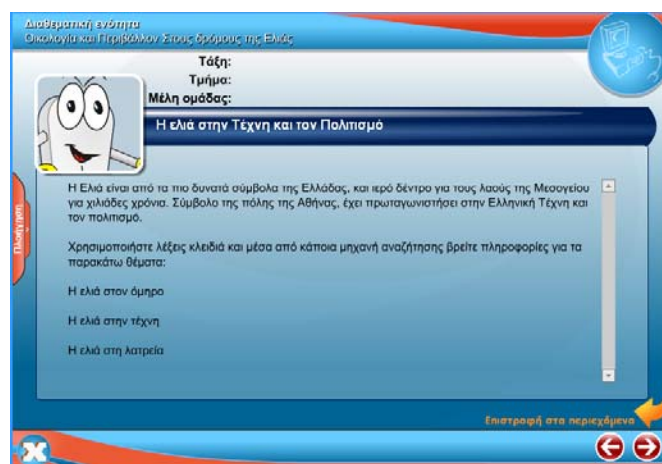 Διαθεματική ενότητα
Οικολογία και Περιβάλλον Στους δρόμους της Ελιάς
Τάξη:
Τμήμα:
Μέλη ομάδας:
Η ελιά στην Τέχνη και τον Πολιτισμό
Πλοήγηση
Η Ελιά είναι από τα πιο δυνατά σύμβολα της Ελλάδας, και ιερό δέντρο για τους λαούς της Μεσογείου
για χιλιάδες χρόνια. Σύμβολο της πόλης της Αθήνας, έχει πρωταγωνιστήσει στην Ελληνική Τέχνη και
τον πολιτισμό.
Χρησιμοποιήστε λέξεις κλειδιά και μέσα από κάποια μηχανή αναζήτησης βρείτε πληροφορίες για τα
παρακάτω θέματα:
Η ελιά στον όμηρο
Η ελιά στην τέχνη
Η ελιά στη λατρεία
Επιστροφή στα περιεχόμενα